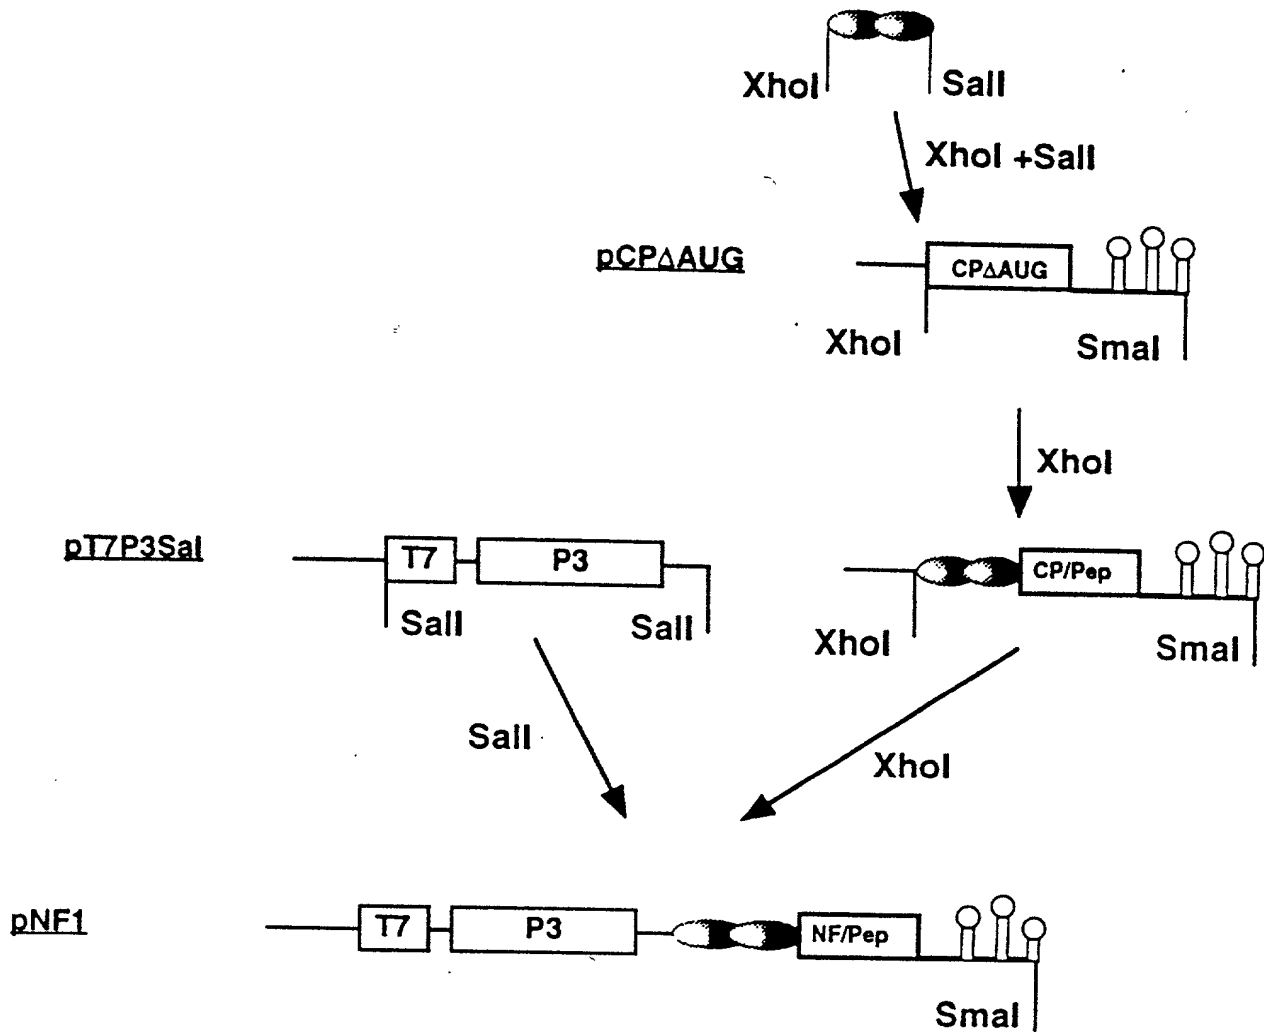 XhoI SalI
XhoI +SalI
pCPΔAUG CPΔAUG
XhoI SmaI
XhoI
pT7P3Sal T7 P3 CP/Pep
SalI SalI XhoI SmaI
SalI XhoI
pNF1 T7 P3 NF/Pep
SmaI